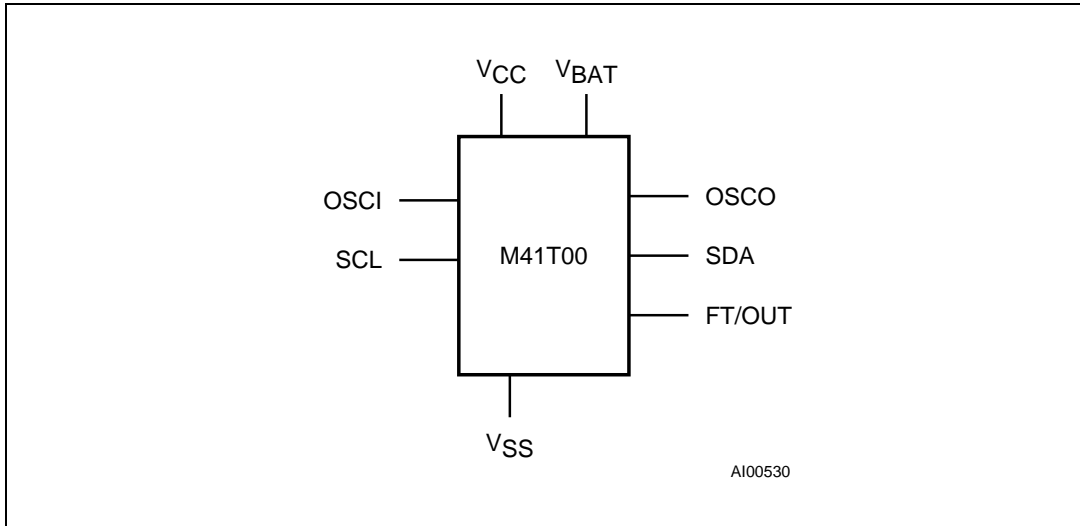 VCC VBAT
OSCI OSCO
SCL M41T00 SDA
FT/OUT
VSS
AI00530